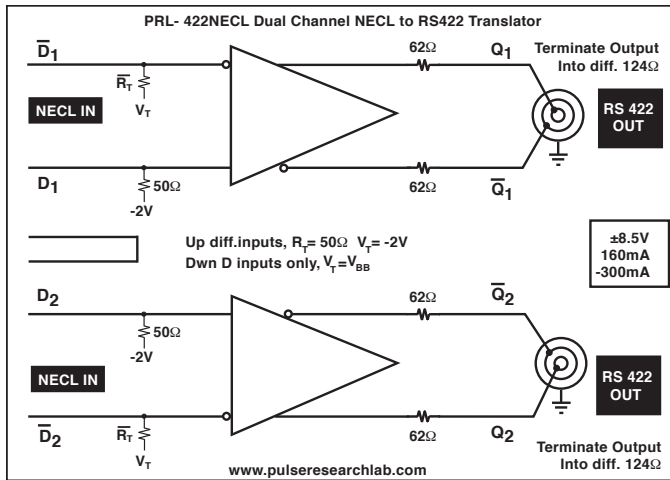 PRL- 422NECL Dual Channel NECL to RS422 Translator
D̅1
R̅T
VT
NECL IN
D1
50Ω
-2V
62Ω
Q1
Terminate Output
Into diff. 124Ω
RS 422
OUT
62Ω
Q̅1
Up diff.inputs, RT= 50Ω VT= -2V
Dwn D inputs only, VT=VBB
±8.5V
160mA
-300mA
D2
50Ω
-2V
NECL IN
D̅2
R̅T
VT
62Ω
Q̅2
RS 422
OUT
62Ω
Q2
Terminate Output
Into diff. 124Ω
www.pulseresearchlab.com